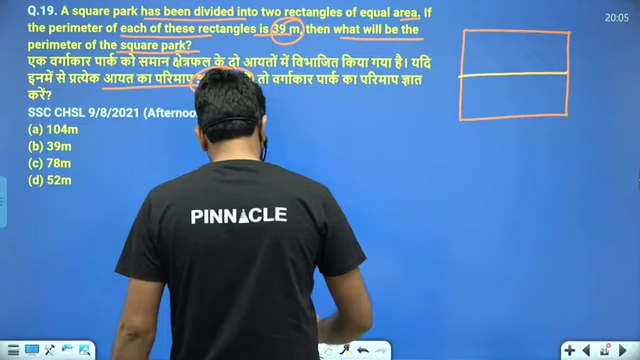 20:05
Q.19. A square park has been divided into two rectangles of equal area. If
the perimeter of each of these rectangles is 39 m, then what will be the
perimeter of the square park?
एक वर्गाकार पार्क को समान क्षेत्रफल के दो आयतों में विभाजित किया गया है। यदि
इनमें से प्रत्येक आयत का परिमाप तो वर्गाकार पार्क का परिमाप ज्ञात
करें?
SSC CHSL 9/8/2021 (Afternoo
(a) 104m
(b) 39m
(c) 78m
(d) 52m
PINNACLE